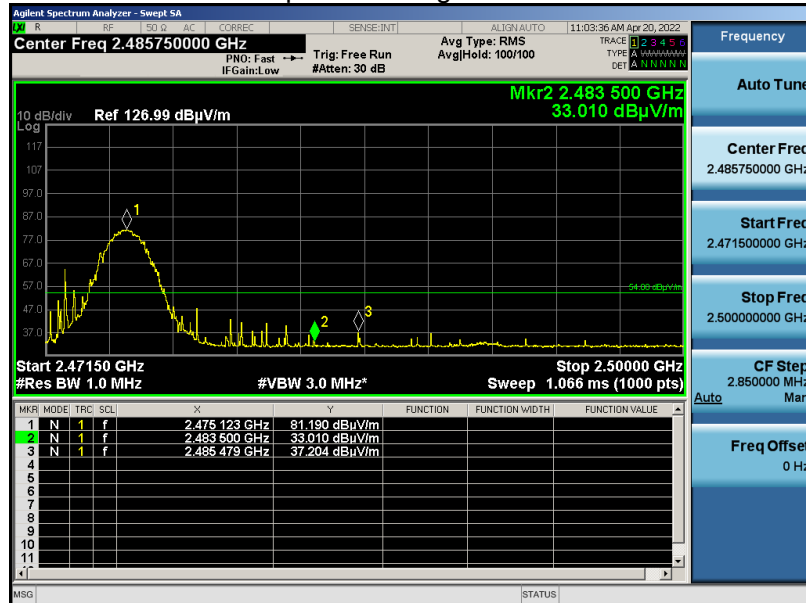 Agilent Spectrum Analyzer - Swept SA
LXI R RF 50 Ω AC CORREC SENSE:INT ALIGN AUTO 11:03:36 AM Apr 20, 2022
Center Freq 2.485750000 GHz
PNO: Fast
IFGain:Low
Trig: Free Run
#Atten: 30 dB
Avg Type: RMS
Avg|Hold: 100/100
TRACE 1 2 3 4 5 6
TYPE A WWWWW
DET A N N N N N
Mkr2 2.483 500 GHz
33.010 dBµV/m
10 dB/div Ref 126.99 dBµV/m
Log
117
107
97.0
87.0
77.0
67.0
57.0
47.0
37.0
1
2
3
54.00 dBµV/m
Start 2.47150 GHz Stop 2.50000 GHz
#Res BW 1.0 MHz #VBW 3.0 MHz* Sweep 1.066 ms (1000 pts)
MKR MODE TRC SCL X Y FUNCTION FUNCTION WIDTH FUNCTION VALUE
1 N 1 f 2.475 123 GHz 81.190 dBµV/m
2 N 1 f 2.483 500 GHz 33.010 dBµV/m
3 N 1 f 2.485 479 GHz 37.204 dBµV/m
4
5
6
7
8
9
10
11
MSG STATUS
Frequency
Auto Tune
Center Freq
2.485750000 GHz
Start Freq
2.471500000 GHz
Stop Freq
2.500000000 GHz
CF Step
2.850000 MHz
Auto Man
Freq Offset
0 Hz